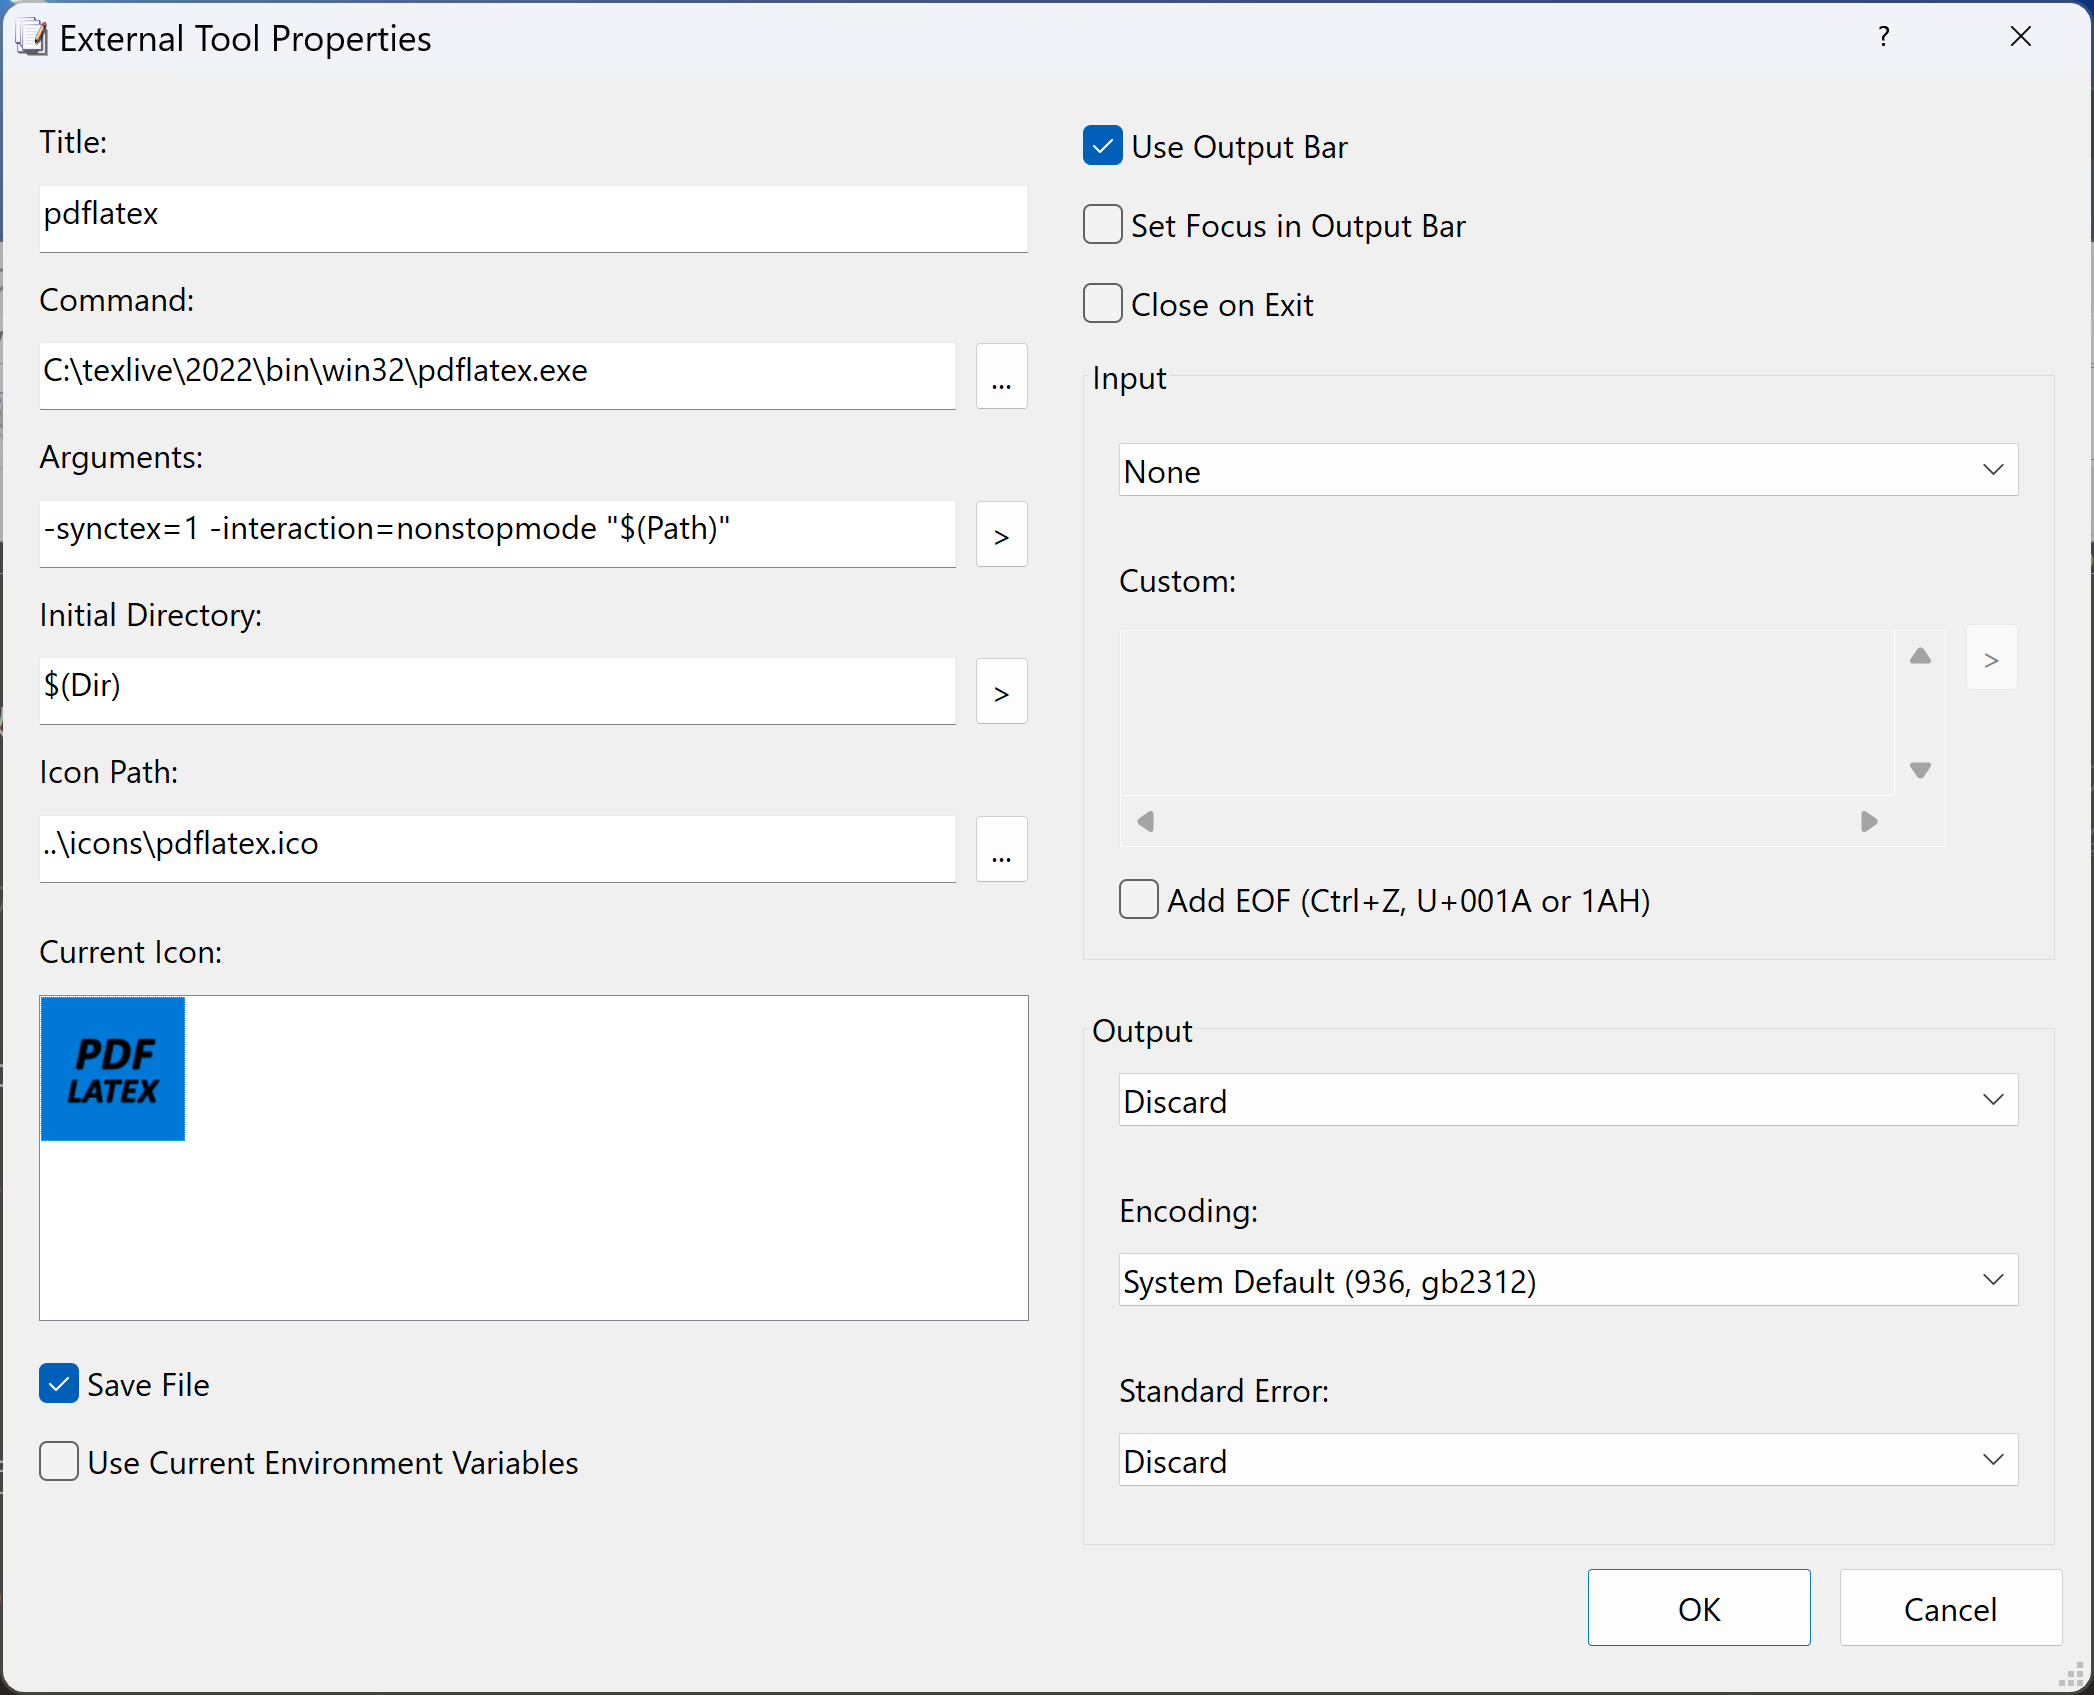 External Tool Properties
?
Title:
pdflatex
Command:
C:\texlive\2022\bin\win32\pdflatex.exe
...
Arguments:
-synctex=1 -interaction=nonstopmode "$(Path)"
>
Initial Directory:
$(Dir)
>
Icon Path:
..\icons\pdflatex.ico
...
Current Icon:
PDF
LATEX
Save File
Use Current Environment Variables
Use Output Bar
Set Focus in Output Bar
Close on Exit
Input
None
Custom:
>
Add EOF (Ctrl+Z, U+001A or 1AH)
Output
Discard
Encoding:
System Default (936, gb2312)
Standard Error:
Discard
OK
Cancel